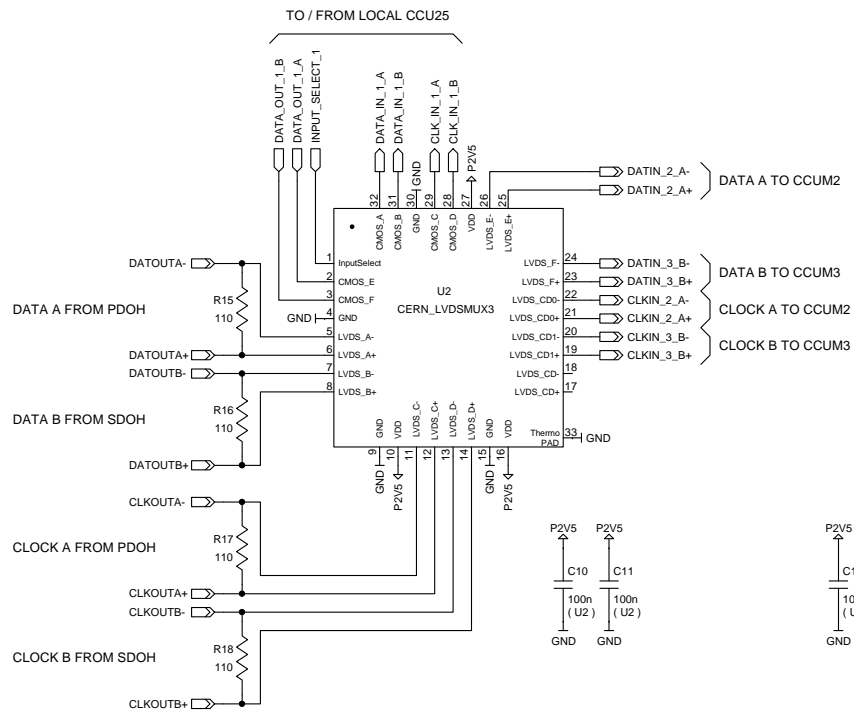 TO / FROM LOCAL CCU25
DATA_OUT_1_B
DATA_OUT_1_A
INPUT_SELECT_1
DATA_IN_1_A
DATA_IN_1_B
GND
CLK_IN_1_A
CLK_IN_1_B
P2V5
DATIN_2_A-
DATIN_2_A+
DATA A TO CCUM2
32
31
30
29
28
27
26
25
CMOS_A
CMOS_B
GND
CMOS_C
CMOS_D
VDD
LVDS_E-
LVDS_E+
DATOUTA-
1
InputSelect
2
CMOS_E
3
CMOS_F
GND
4
GND
5
LVDS_A-
6
LVDS_A+
7
LVDS_B-
8
LVDS_B+
U2
CERN_LVDSMUX3
LVDS_F-
24
DATIN_3_B-
LVDS_F+
23
DATIN_3_B+
DATA B TO CCUM3
LVDS_CD0-
22
CLKIN_2_A-
LVDS_CD0+
21
CLKIN_2_A+
CLOCK A TO CCUM2
LVDS_CD1-
20
CLKIN_3_B-
LVDS_CD1+
19
CLKIN_3_B+
CLOCK B TO CCUM3
LVDS_CD-
18
LVDS_CD+
17
Thermo
PAD
33
GND
DATA A FROM PDOH
R15
110
DATOUTA+
DATOUTB-
DATA B FROM SDOH
R16
110
DATOUTB+
GND
VDD
LVDS_C-
LVDS_C+
LVDS_D-
LVDS_D+
GND
VDD
9
10
11
12
13
14
15
16
GND
P2V5
GND
P2V5
CLKOUTA-
CLOCK A FROM PDOH
R17
110
CLKOUTA+
CLKOUTB-
CLOCK B FROM SDOH
R18
110
CLKOUTB+
P2V5
C10
100n
( U2 )
GND
P2V5
C11
100n
( U2 )
GND
P2V5
GND